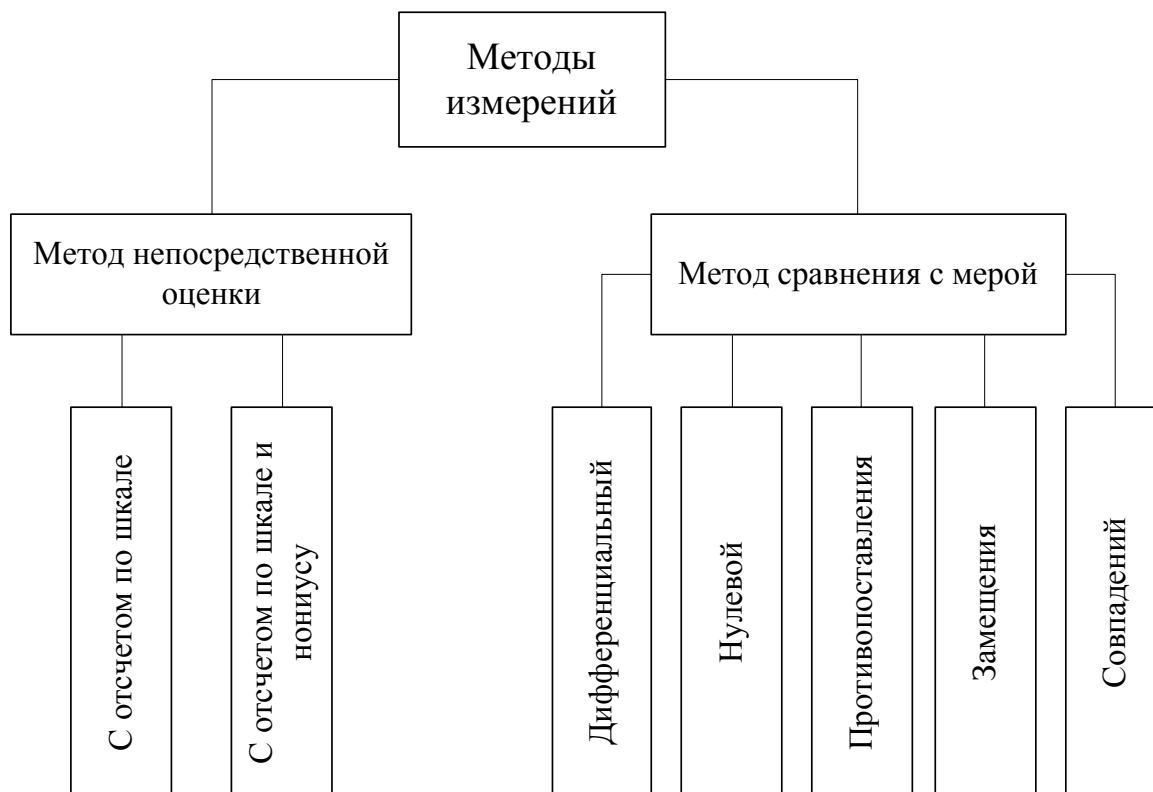 Методы
измерений
Метод непосредственной
оценки
Метод сравнения с мерой
С отсчетом по шкале
С отсчетом по шкале и
нониусу
Дифференциальный
Нулевой
Противопоставления
Замещения
Совпадений